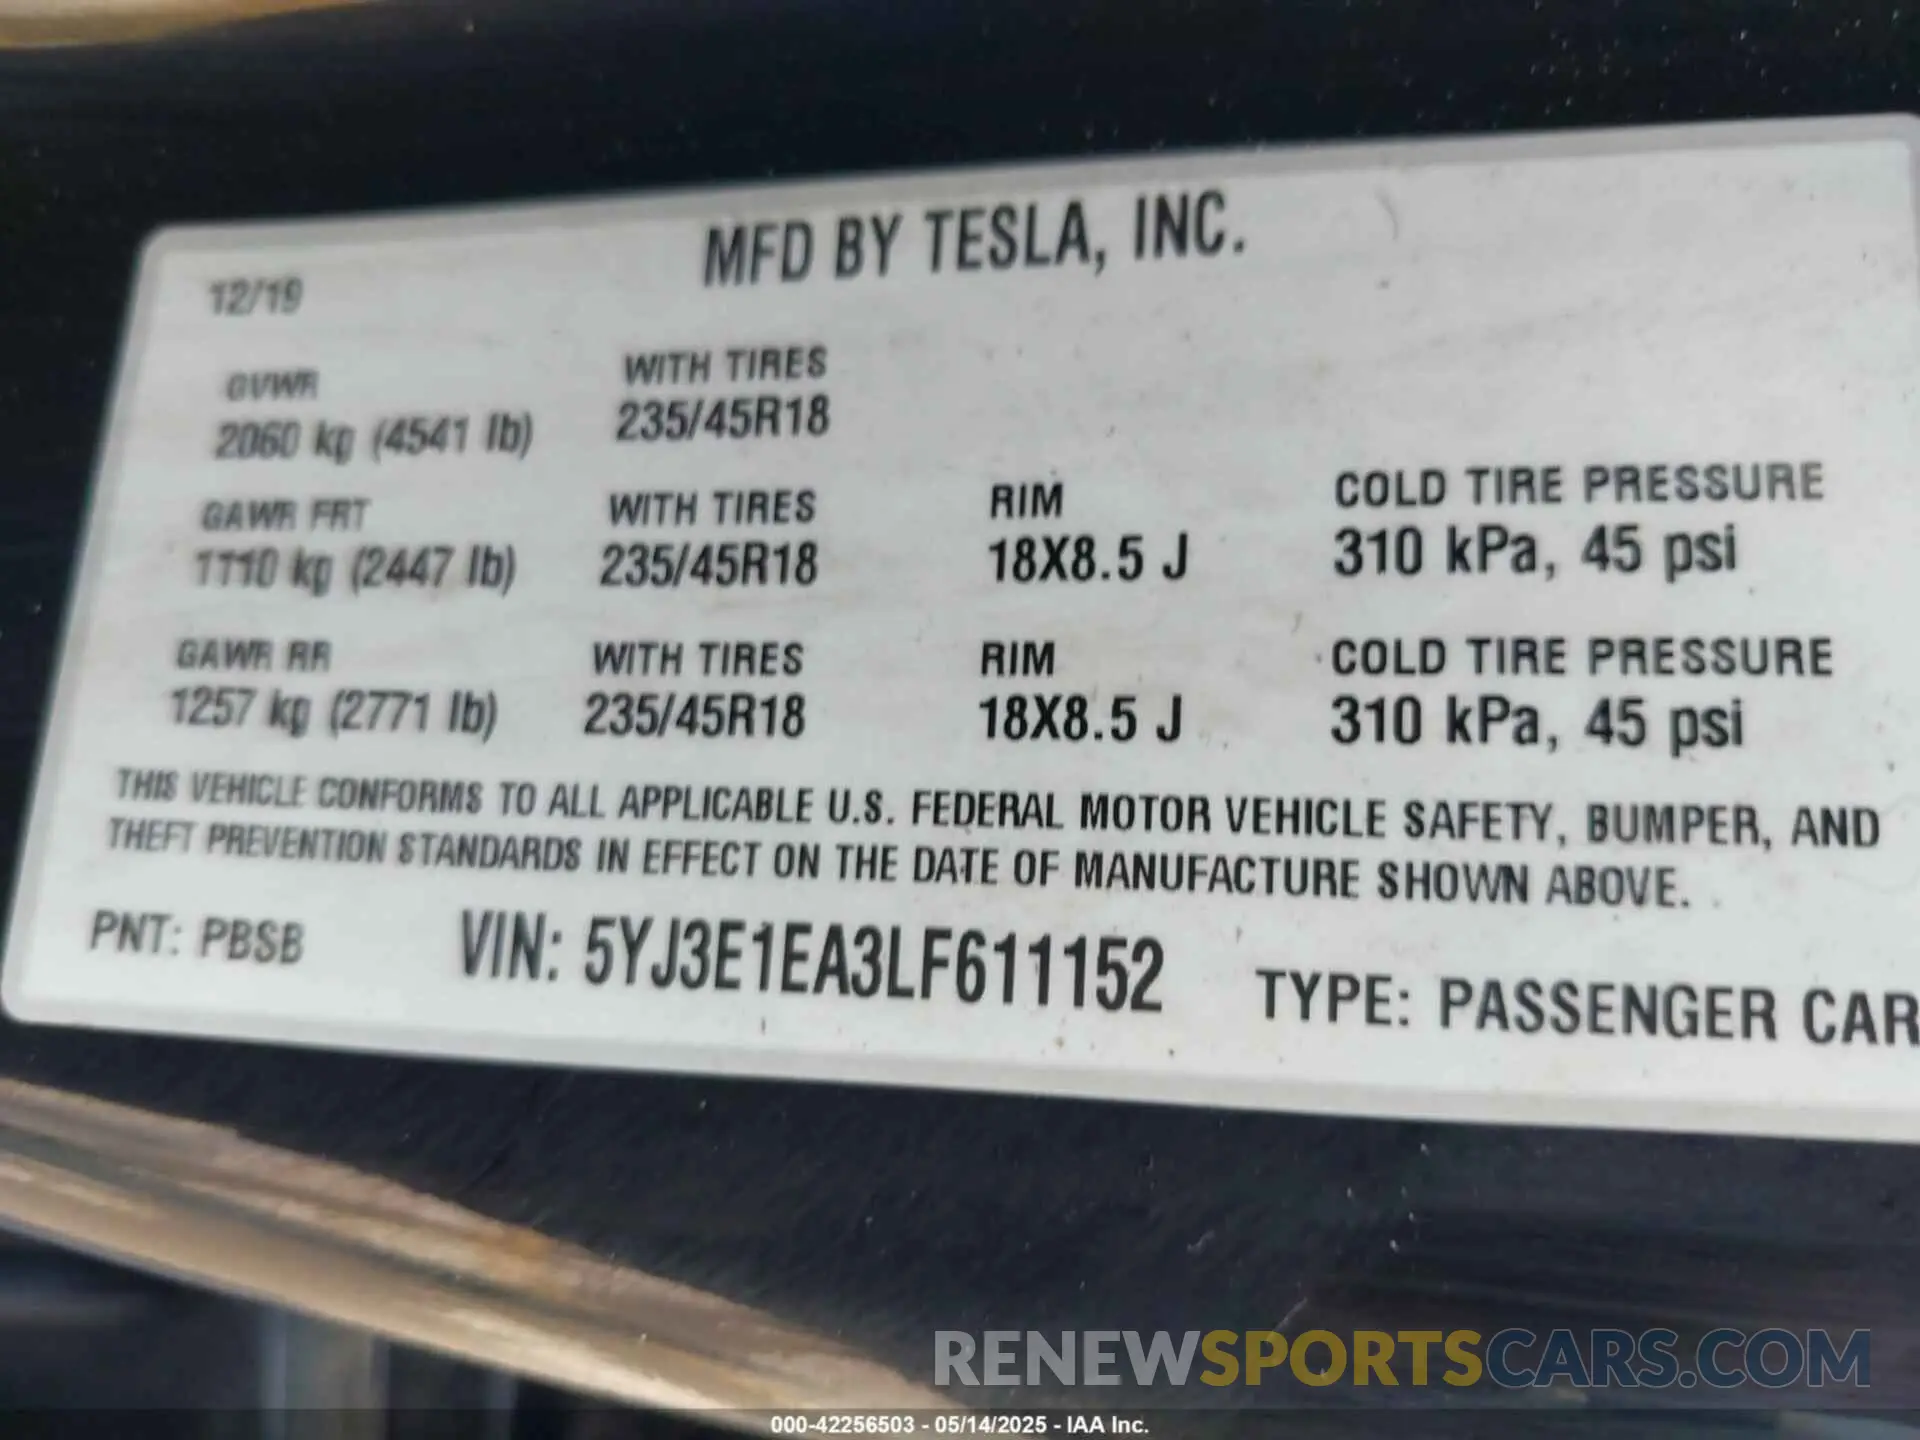 MFD BY TESLA, INC.
12/19
GVWR WITH TIRES
2060 kg (4541 lb) 235/45R18
GAWR FRT WITH TIRES RIM COLD TIRE PRESSURE
1110 kg (2447 lb) 235/45R18 18X8.5 J 310 kPa, 45 psi
GAWR RR WITH TIRES RIM COLD TIRE PRESSURE
1257 kg (2771 lb) 235/45R18 18X8.5 J 310 kPa, 45 psi
THIS VEHICLE CONFORMS TO ALL APPLICABLE U.S. FEDERAL MOTOR VEHICLE SAFETY, BUMPER, AND
THEFT PREVENTION STANDARDS IN EFFECT ON THE DATE OF MANUFACTURE SHOWN ABOVE.
PNT: PBSB VIN: 5YJ3E1EA3LF611152 TYPE: PASSENGER CAR
RENEWSPORTSCARS.COM
000-42256503 - 05/14/2025 - IAA Inc.